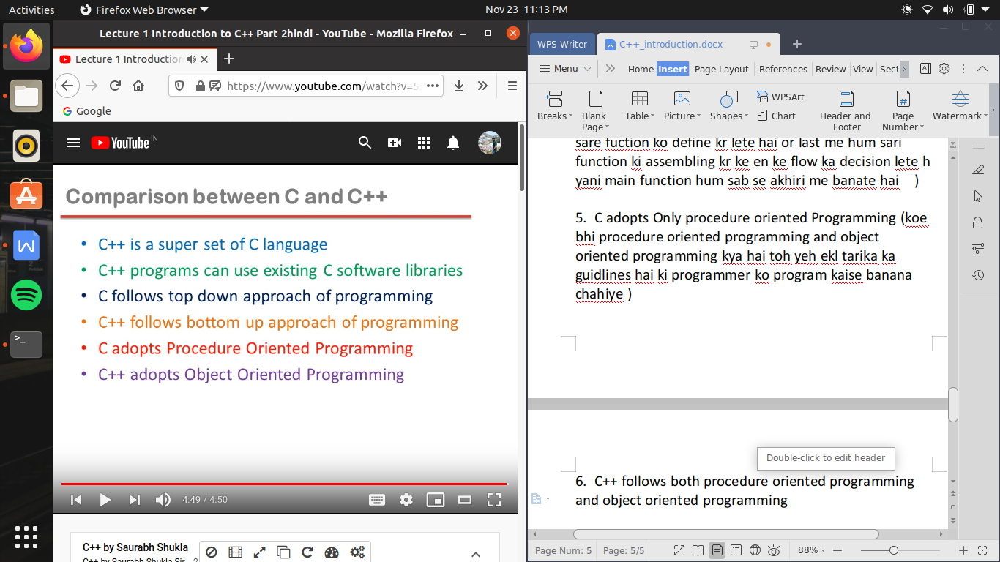 Activities
Firefox Web Browser
Nov 23 11:13 PM
Lecture 1 Introduction to C++ Part 2hindi - YouTube - Mozilla Firefox
Lecture 1 Introduction
https://www.youtube.com/watch?v=5
Google
YouTube IN
Comparison between C and C++
• C++ is a super set of C language
• C++ programs can use existing C software libraries
• C follows top down approach of programming
• C++ follows bottom up approach of programming
• C adopts Procedure Oriented Programming
• C++ adopts Object Oriented Programming
4:49 / 4:50
C++ by Saurabh Shukla
C++ by Saurabh Shukla Sir
WPS Writer
C++_introduction.docx
Menu
Home Insert Page Layout References Review View Sect
Breaks
Blank Page
Table
Picture
Shapes
WPSArt
Chart
Header and Footer
Page Number
Watermark
sare fuction ko define kr lete hai or last me hum sari
function ki assembling kr ke en ke flow ka decision lete h
yani main function hum sab se akhiri me banate hai )
5. C adopts Only procedure oriented Programming (koe
bhi procedure oriented programming and object
oriented programming kya hai toh yeh ekl tarika ka
guidlines hai ki programmer ko program kaise banana
chahiye )
Double-click to edit header
6. C++ follows both procedure oriented programming
and object oriented programming
Page Num: 5 Page: 5/5
88%